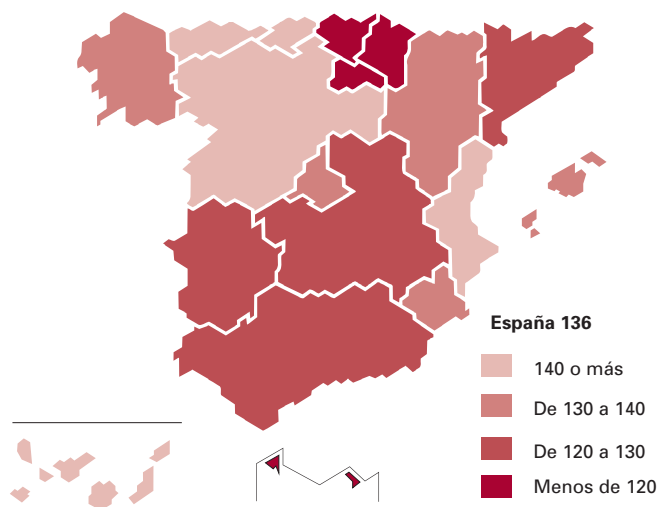 España 136
140 o más
De 130 a 140
De 120 a 130
Menos de 120